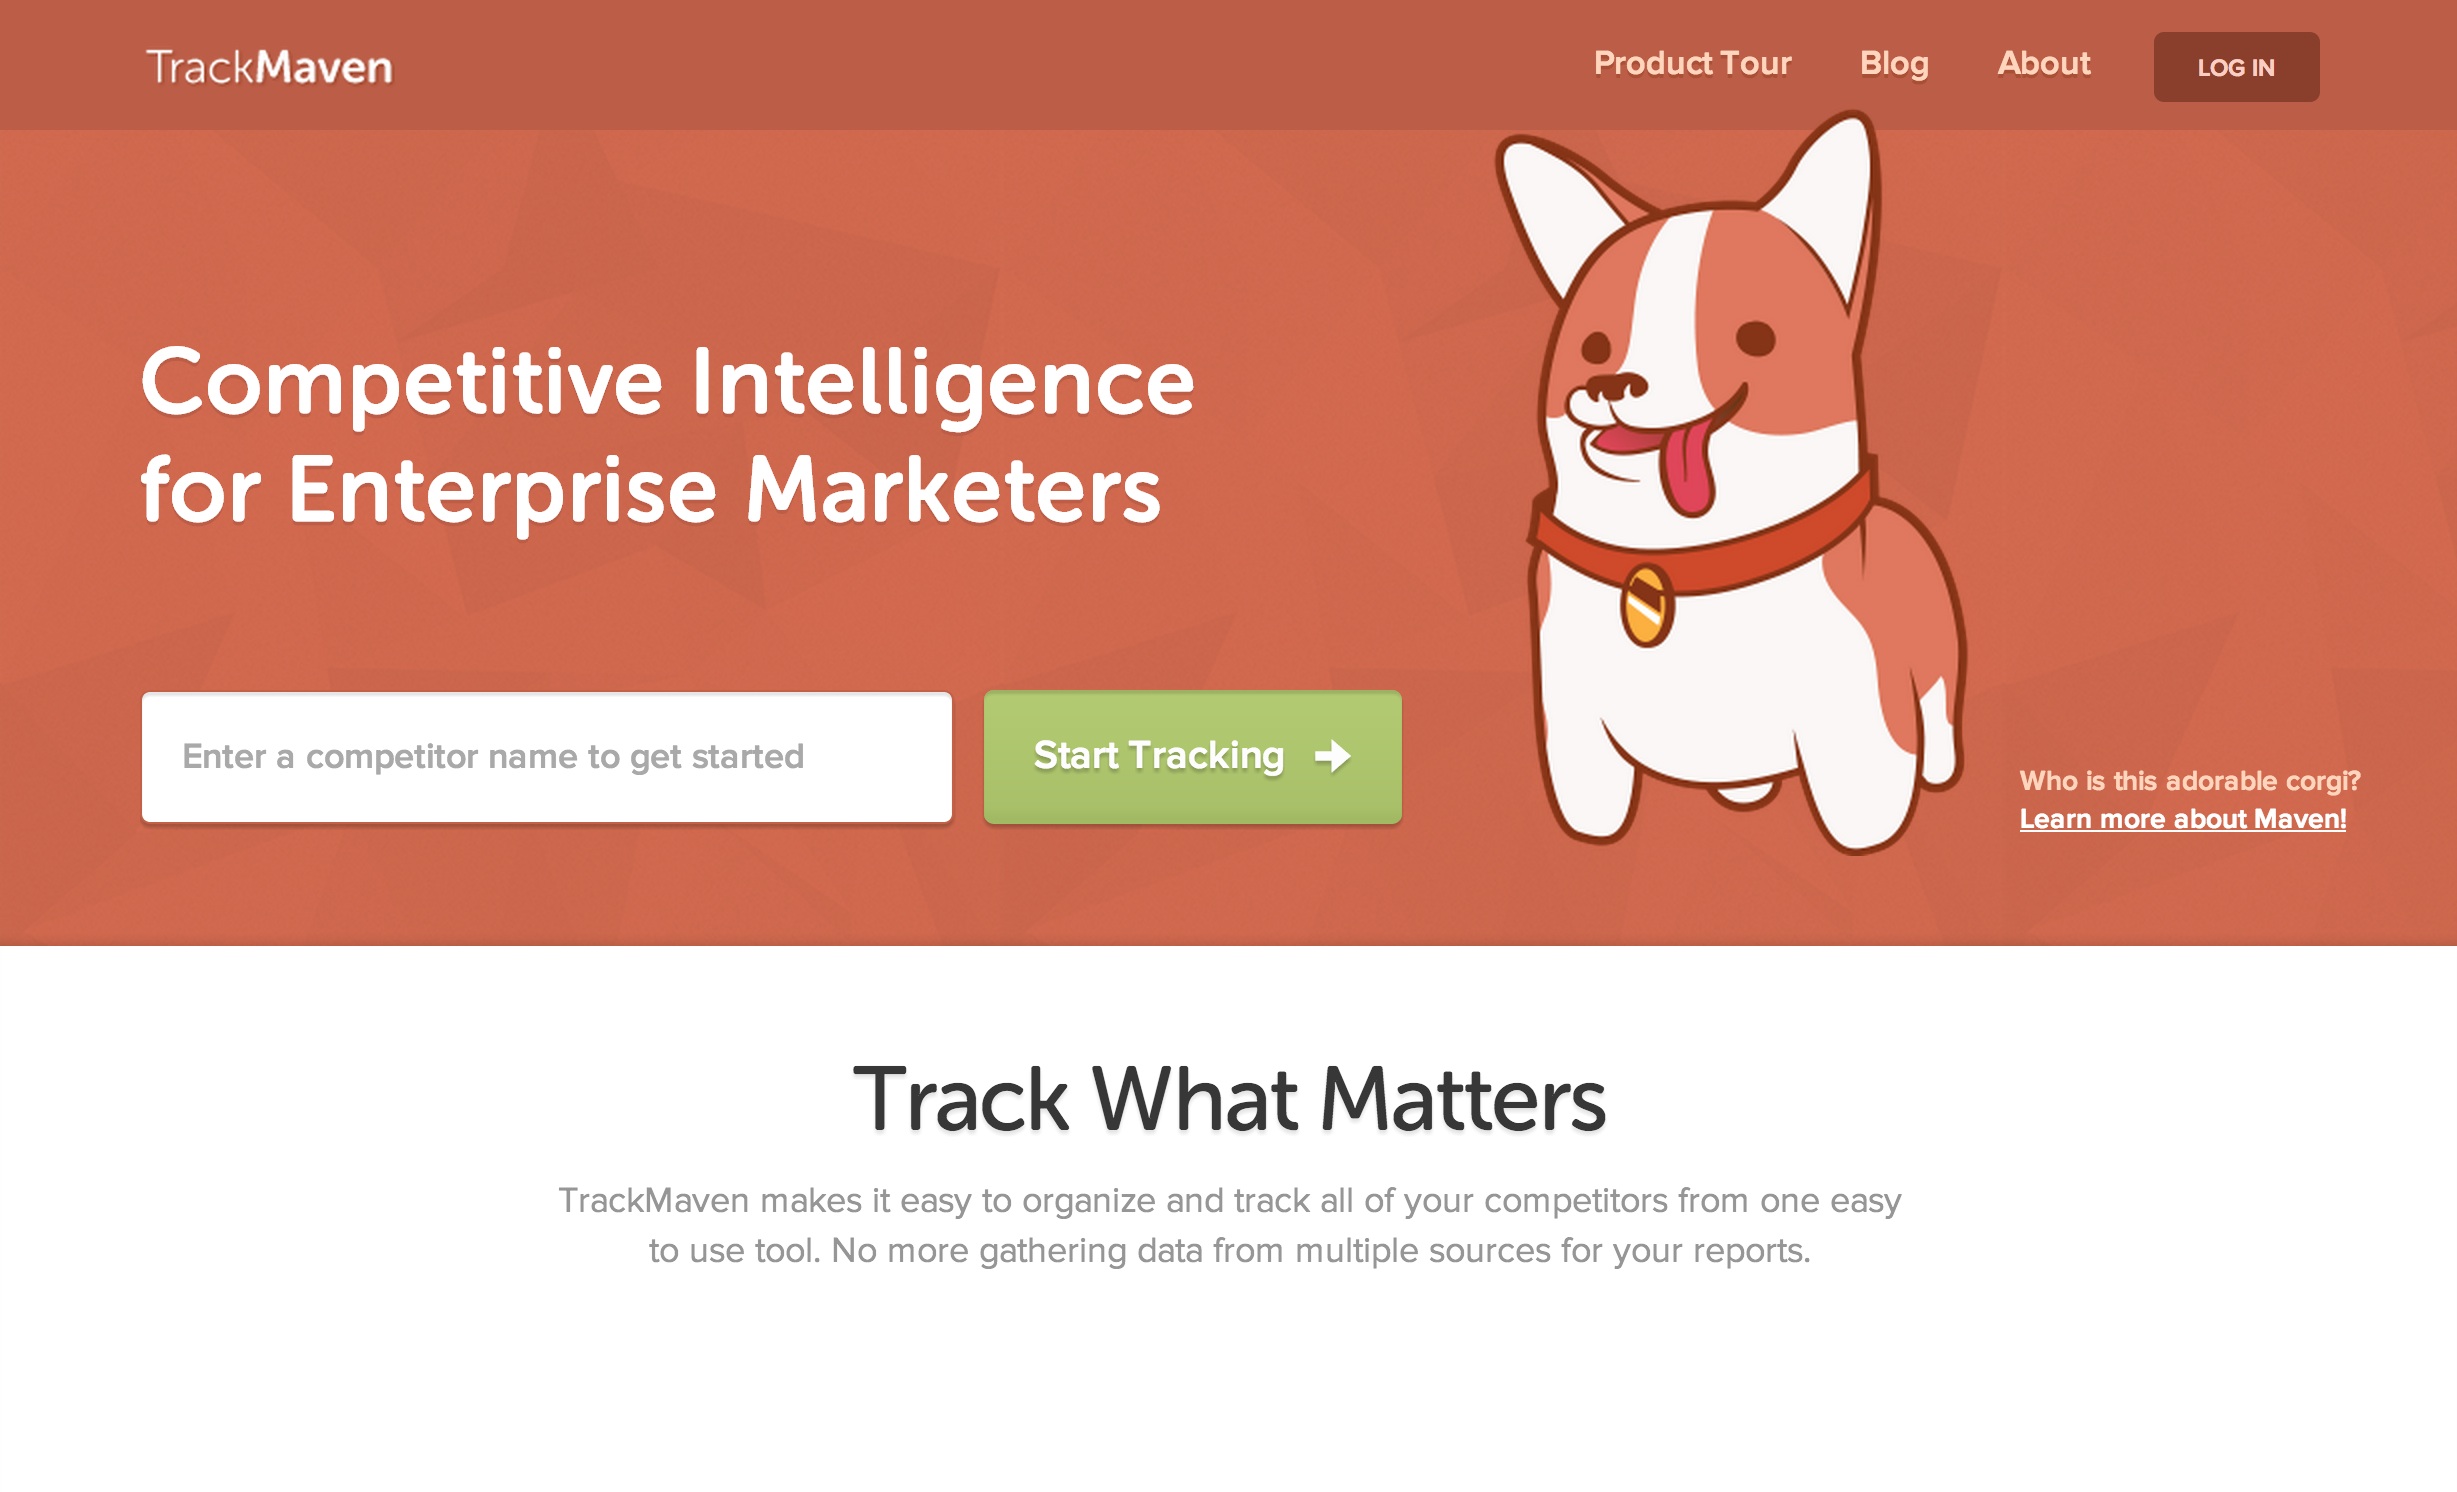 TrackMaven
Product Tour
Blog
About
LOG IN
Competitive Intelligence
for Enterprise Marketers
Enter a competitor name to get started
Start Tracking
Who is this adorable corgi?
Learn more about Maven!
Track What Matters
TrackMaven makes it easy to organize and track all of your competitors from one easy
to use tool. No more gathering data from multiple sources for your reports.